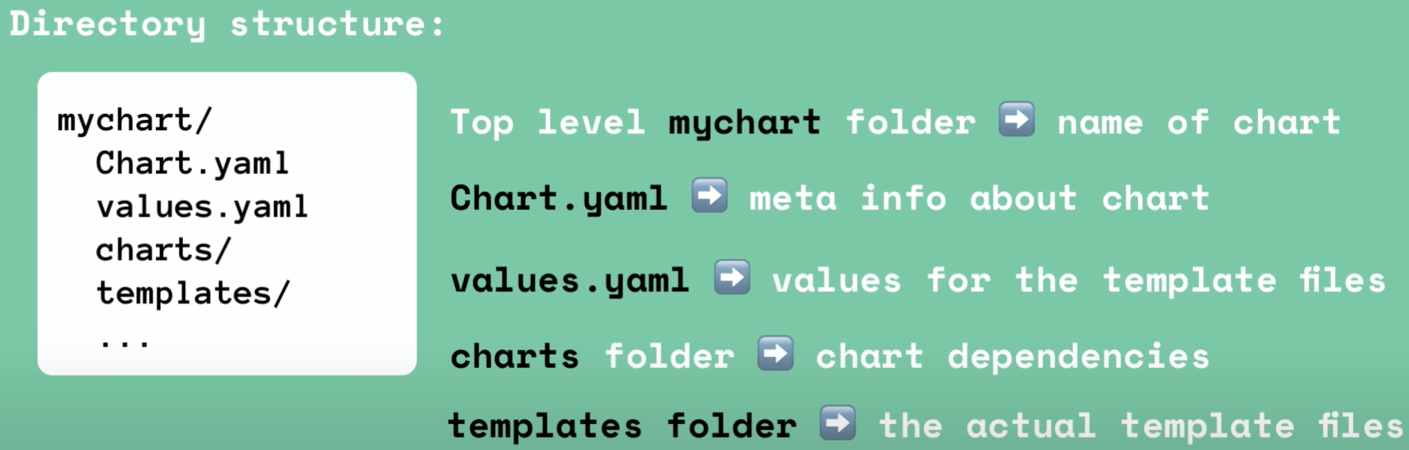 Directory structure:
mychart/
Chart.yaml
values.yaml
charts/
templates/
...
Top level mychart folder ➡️ name of chart
Chart.yaml ➡️ meta info about chart
values.yaml ➡️ values for the template files
charts folder ➡️ chart dependencies
templates folder ➡️ the actual template files